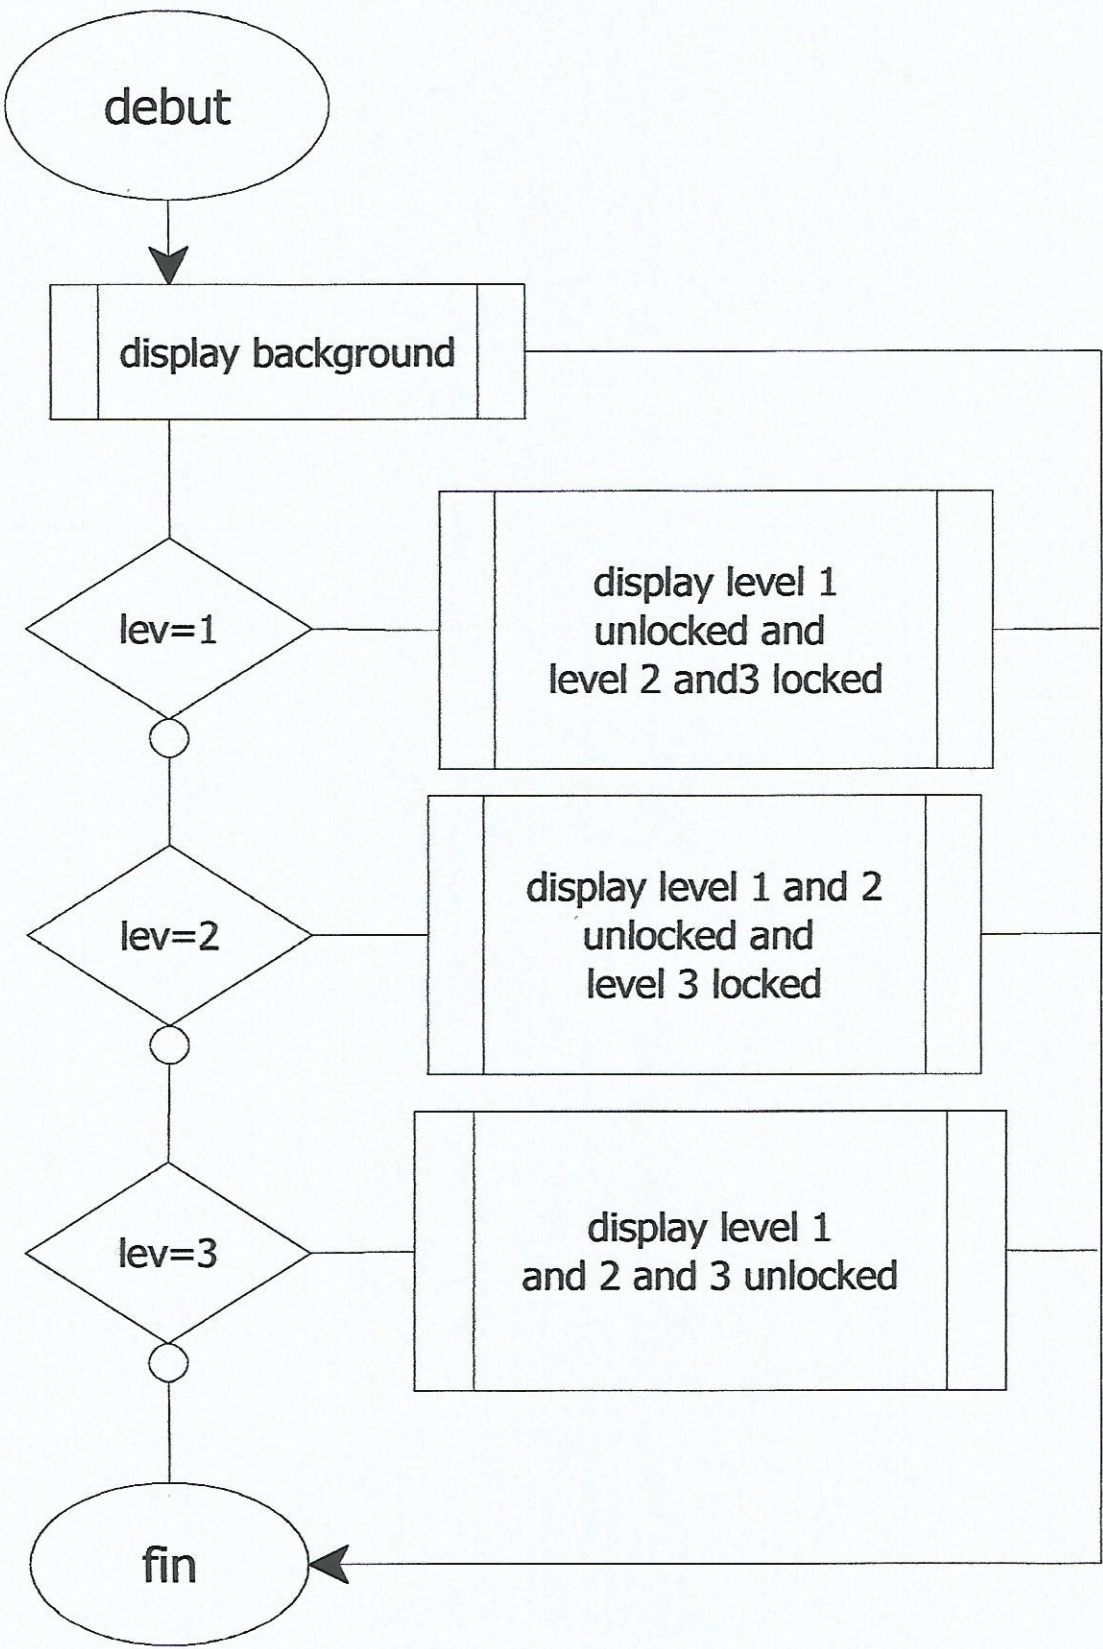 debut
display background
lev=1
display level 1
unlocked and
level 2 and3 locked
lev=2
display level 1 and 2
unlocked and
level 3 locked
lev=3
display level 1
and 2 and 3 unlocked
fin